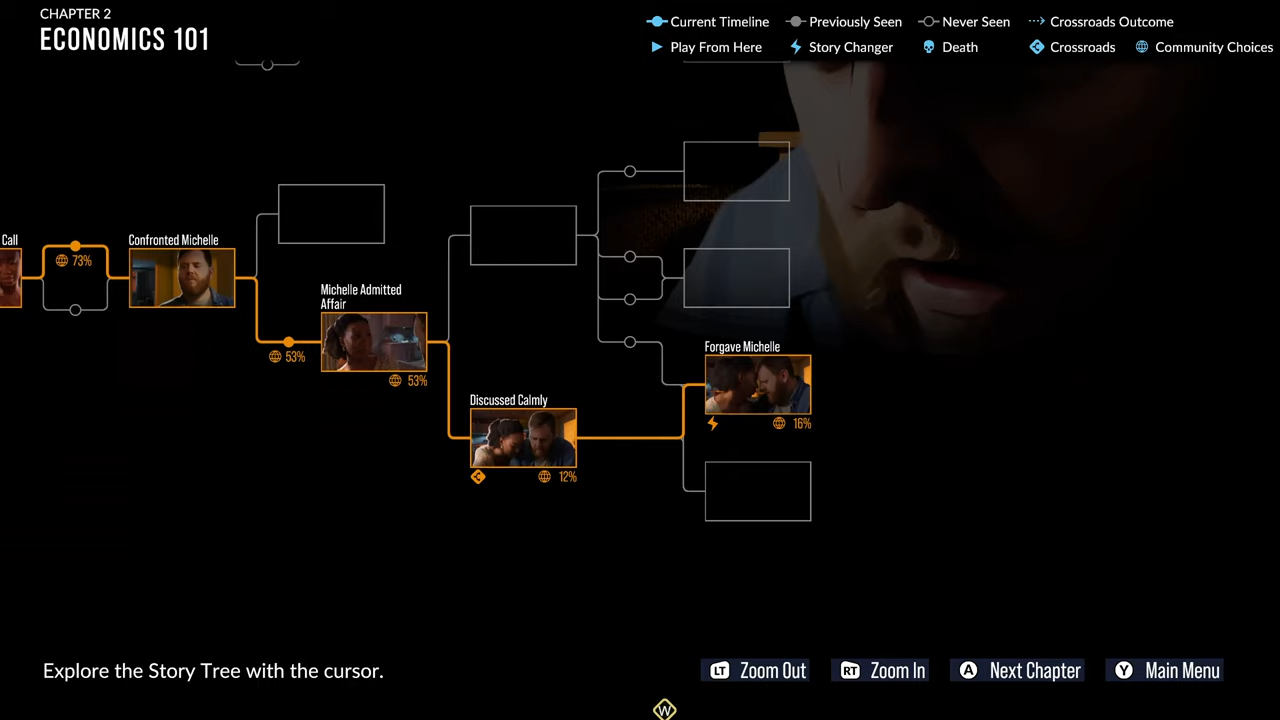 CHAPTER 2
ECONOMICS 101
Current Timeline
Previously Seen
Never Seen
Crossroads Outcome
Play From Here
Story Changer
Death
Crossroads
Community Choices
Call
73%
Confronted Michelle
53%
Michelle Admitted
Affair
53%
Discussed Calmly
12%
Forgave Michelle
16%
Explore the Story Tree with the cursor.
LT Zoom Out
RT Zoom In
A Next Chapter
Y Main Menu
W